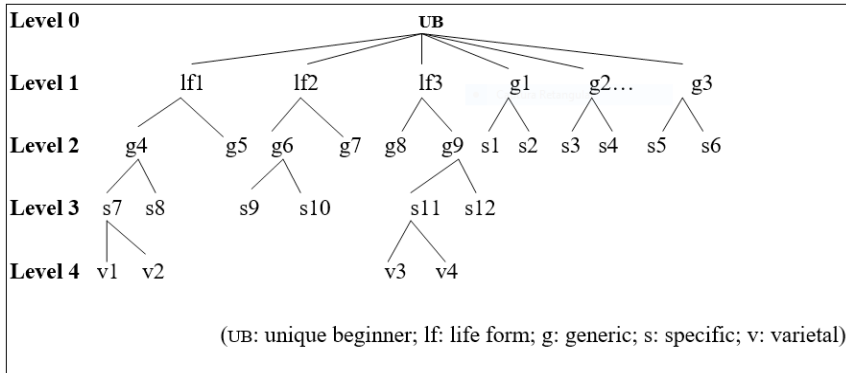 Level 0 UB
Level 1 lf1 lf2 lf3 g1 g2… g3
Level 2 g4 g5 g6 g7 g8 g9 s1 s2 s3 s4 s5 s6
Level 3 s7 s8 s9 s10 s11 s12
Level 4 v1 v2 v3 v4
(UB: unique beginner; lf: life form; g: generic; s: specific; v: varietal)